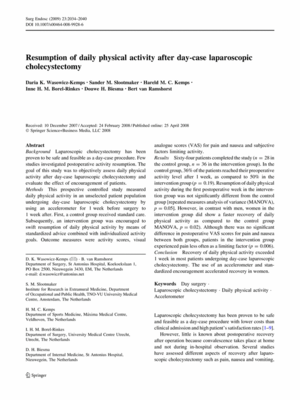 Surg Endosc (2009) 23:2034–2040
DOI 10.1007/s00464-008-9928-6
Resumption of daily physical activity after day-case laparoscopic
cholecystectomy
Daria K. Wasowicz-Kemps · Sander M. Slootmaker · Harald M. C. Kemps ·
Inne H. M. Borel-Rinkes · Douwe H. Biesma · Bert van Ramshorst
Received: 10 December 2007 / Accepted: 24 February 2008 / Published online: 25 April 2008
© Springer Science+Business Media, LLC 2008
Abstract
Background Laparoscopic cholecystectomy has been
proven to be safe and feasible as a day-case procedure. Few
studies investigated postoperative activity resumption. The
goal of this study was to objectively assess daily physical
activity after day-case laparoscopic cholecystectomy and
evaluate the effect of encouragement of patients.
Methods This prospective controlled study measured
daily physical activity in an unselected patient population
undergoing day-case laparoscopic cholecystectomy by
using an accelerometer for 1 week before surgery to
1 week after. First, a control group received standard care.
Subsequently, an intervention group was encouraged to
swift resumption of daily physical activity by means of
standardized advice combined with individualized activity
goals. Outcome measures were activity scores, visual
D. K. Wasowicz-Kemps · B. van Ramshorst
Department of Surgery, St Antonius Hospital, Koekoekslaan 1,
PO Box 2500, Nieuwegein 3430, EM, The Netherlands
S. M. Slootmaker
Institute for Research in Extramural Medicine, Department
of Occupational and Public Health, TNO-VU University Medical
Centre, Amsterdam, The Netherlands
H. M. C. Kemps
Department of Sports Medicine, Máxima Medical Centre,
Veldhoven, The Netherlands
I. H. M. Borel-Rinkes
Department of Surgery, University Medical Center Utrecht,
Utrecht, The Netherlands
D. H. Biesma
Department of Internal Medicine, St Antonius Hospital,
Nieuwegein, The Netherlands
analogue scores (VAS) for pain and nausea and subjective
factors limiting activity.
Results Sixty-four patients completed the study (n = 28 in
the control group, n = 36 in the intervention group). In the
control group, 36% of the patients reached their preoperative
activity level after 1 week, as compared to 50% in the
intervention group (p = 0.19). Resumption of daily physical
activity during the first postoperative week in the interven-
tion group was not significantly different from the control
group [repeated measures analysis of variance (MANOVA),
p = 0.05]. However, in contrast with men, women in the
intervention group did show a faster recovery of daily
physical activity as compared to the control group
MANOVA, p = 0.02). Although there was no significant
difference in postoperative VAS scores for pain and nausea
between both groups, patients in the intervention group
experienced pain less often as a limiting factor (p = 0.006).
Conclusion Recovery of daily physical activity exceeded
1 week in most patients undergoing day-case laparoscopic
cholecystectomy. The use of an accelerometer and stan-
dardized encouragement accelerated recovery in women.
Keywords Day surgery ·
Laparoscopic cholecystectomy · Daily physical activity ·
Accelerometer
Laparoscopic cholecystectomy has been proven to be safe
and feasible as a day-case procedure with lower costs than
clinical admission and high patient's satisfaction rates [1–9].
However, little is known about postoperative recovery
after operation because convalescence takes place at home
and not during in-hospital observation. Several studies
have assessed different aspects of recovery after laparo-
scopic cholecystectomy such as pain, nausea and vomiting,